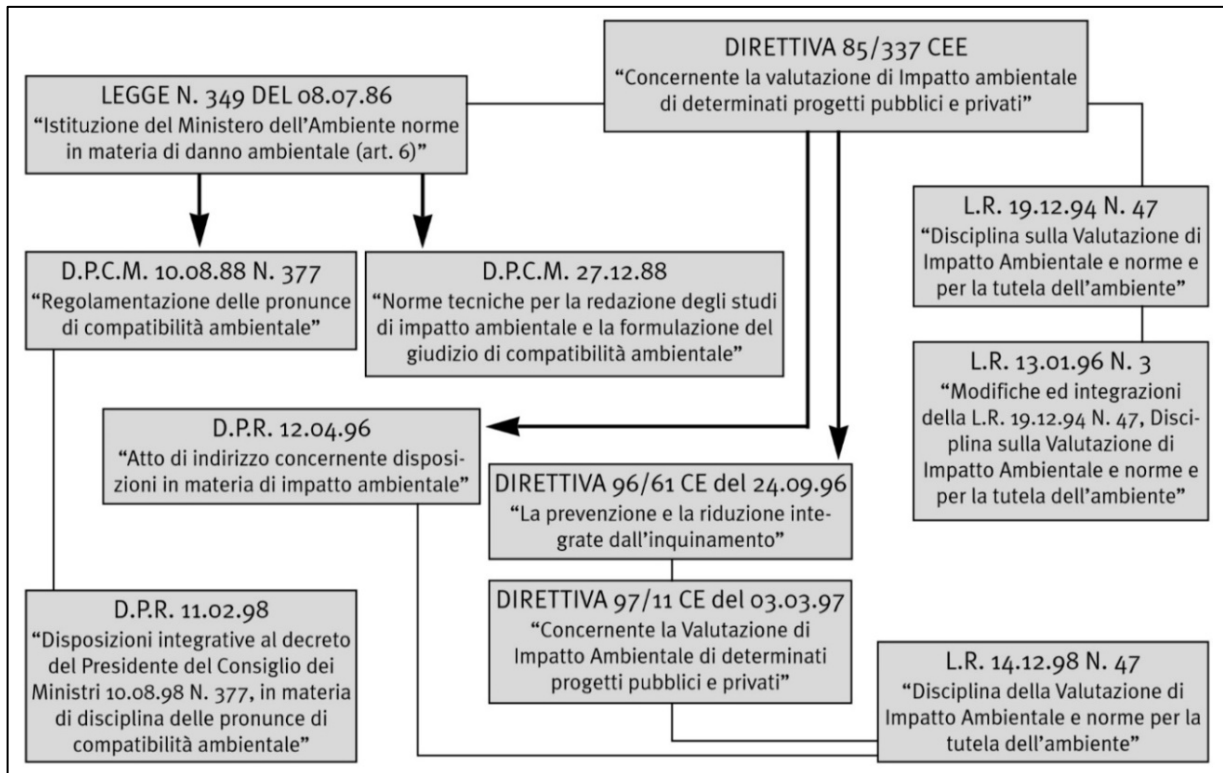 DIRETTIVA 85/337 CEE
“Concernente la valutazione di Impatto ambientale
di determinati progetti pubblici e privati”
LEGGE N. 349 DEL 08.07.86
“Istituzione del Ministero dell’Ambiente norme
in materia di danno ambientale (art. 6)”
L.R. 19.12.94 N. 47
“Disciplina sulla Valutazione di
Impatto Ambientale e norme e
per la tutela dell’ambiente”
D.P.C.M. 10.08.88 N. 377
“Regolamentazione delle pronunce
di compatibilità ambientale”
D.P.C.M. 27.12.88
“Norme tecniche per la redazione degli studi
di impatto ambientale e la formulazione del
giudizio di compatibilità ambientale”
L.R. 13.01.96 N. 3
“Modifiche ed integrazioni
della L.R. 19.12.94 N. 47, Disci-
plina sulla Valutazione di
Impatto Ambientale e norme e
per la tutela dell’ambiente”
D.P.R. 12.04.96
“Atto di indirizzo concernente disposi-
zioni in materia di impatto ambientale”
DIRETTIVA 96/61 CE del 24.09.96
“La prevenzione e la riduzione inte-
grate dall’inquinamento”
D.P.R. 11.02.98
“Disposizioni integrative al decreto
del Presidente del Consiglio dei
Ministri 10.08.98 N. 377, in materia
di disciplina delle pronunce di
compatibilità ambientale”
DIRETTIVA 97/11 CE del 03.03.97
“Concernente la Valutazione di
Impatto Ambientale di determinati
progetti pubblici e privati”
L.R. 14.12.98 N. 47
“Disciplina della Valutazione di
Impatto Ambientale e norme per la
tutela dell’ambiente”